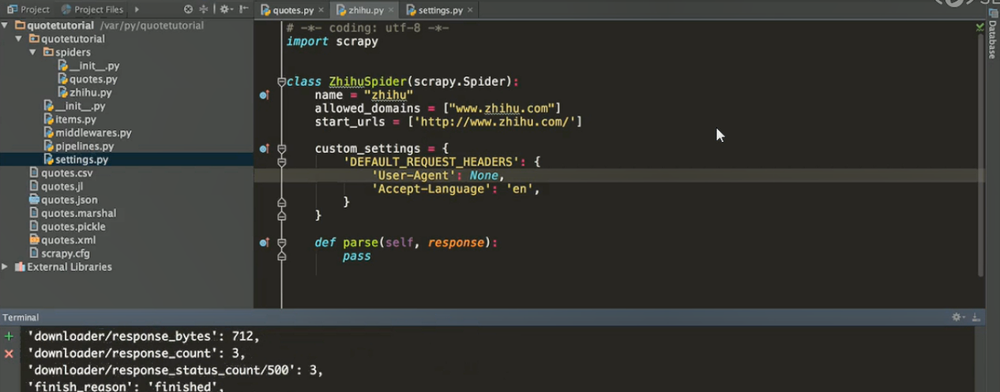 Project
Project Files
quotes.py
zhihu.py
settings.py
quotetutorial /var/py/quotetutorial
quotetutorial
spiders
__init__.py
quotes.py
zhihu.py
__init__.py
items.py
middlewares.py
pipelines.py
settings.py
quotes.csv
quotes.jl
quotes.json
quotes.marshal
quotes.pickle
quotes.xml
scrapy.cfg
External Libraries
# -*- coding: utf-8 -*-
import scrapy
class ZhihuSpider(scrapy.Spider):
name = "zhihu"
allowed_domains = ["www.zhihu.com"]
start_urls = ['http://www.zhihu.com/']
custom_settings = {
'DEFAULT_REQUEST_HEADERS': {
'User-Agent': None,
'Accept-Language': 'en',
}
}
def parse(self, response):
pass
Database
Terminal
'downloader/response_bytes': 712,
'downloader/response_count': 3,
'downloader/response_status_count/500': 3,
'finish_reason': 'finished',